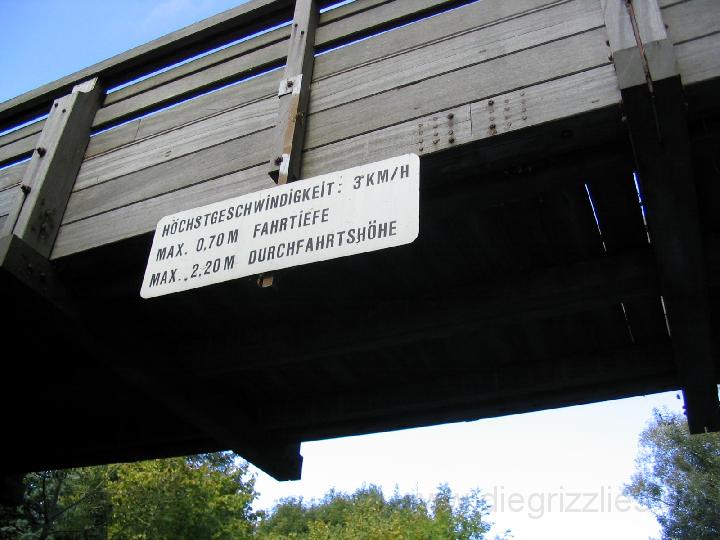 HÖCHSTGESCHWINDIGKEIT: 3 KM/H
MAX. 0,70 M FAHRTIEFE
MAX. 2,20 M DURCHFAHRTSHÖHE